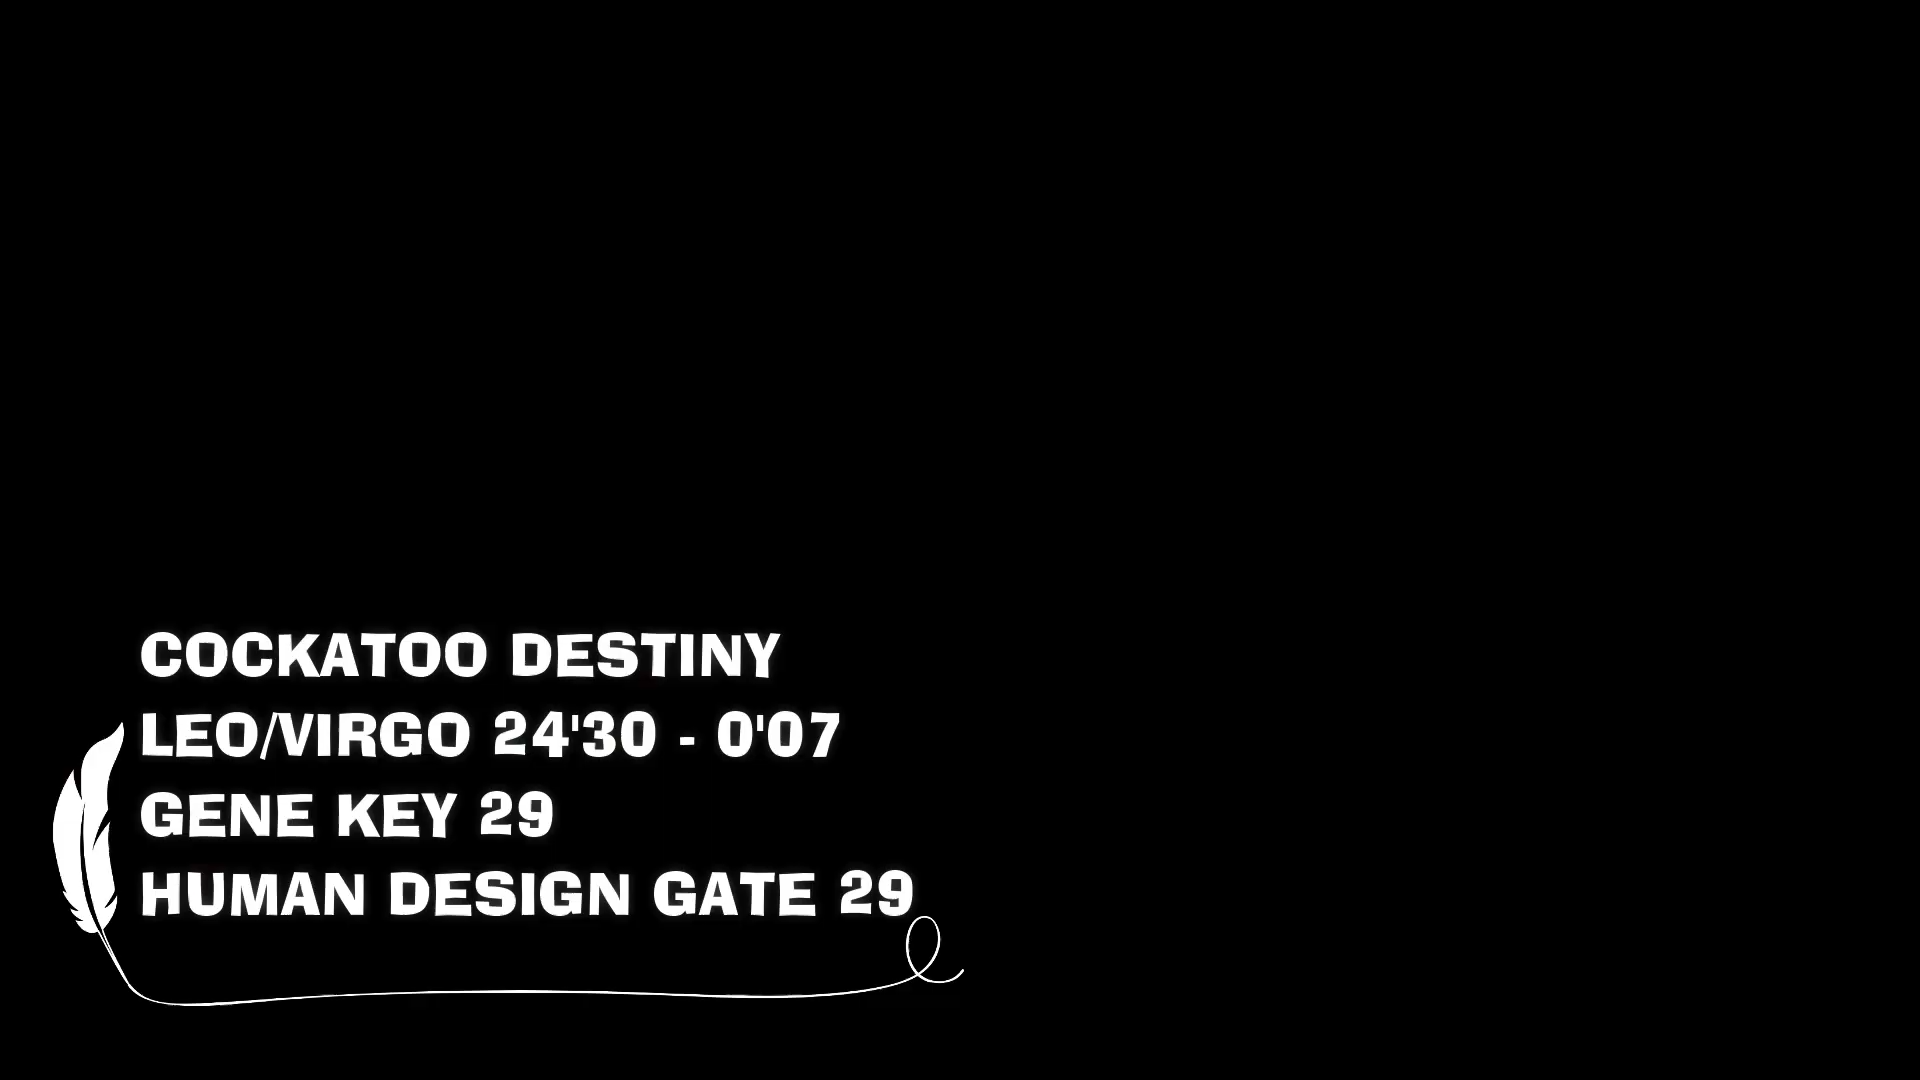 COCKATOO DESTINY
LEO/VIRGO 24'30 - 0'07
GENE KEY 29
HUMAN DESIGN GATE 29